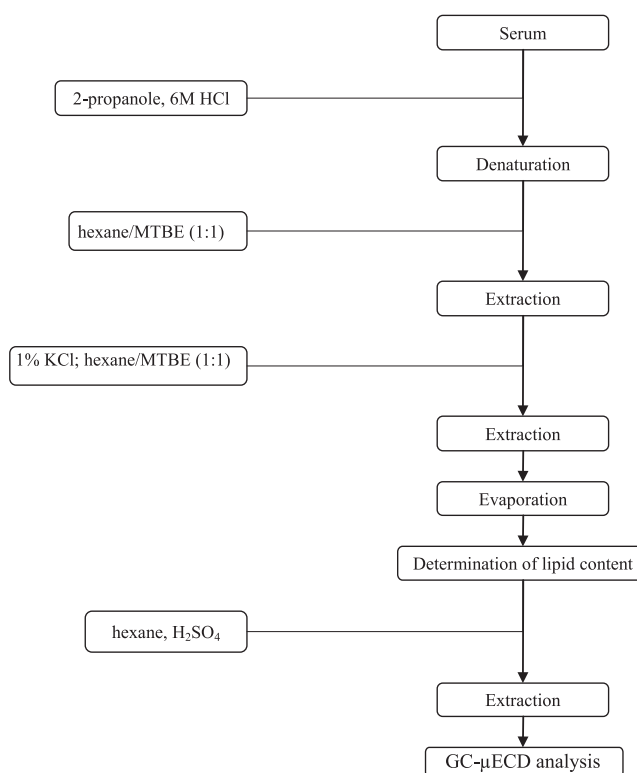 Serum
2-propanole, 6M HCl
Denaturation
hexane/MTBE (1:1)
Extraction
1% KCl; hexane/MTBE (1:1)
Extraction
Evaporation
Determination of lipid content
hexane, H₂SO₄
Extraction
GC-μECD analysis